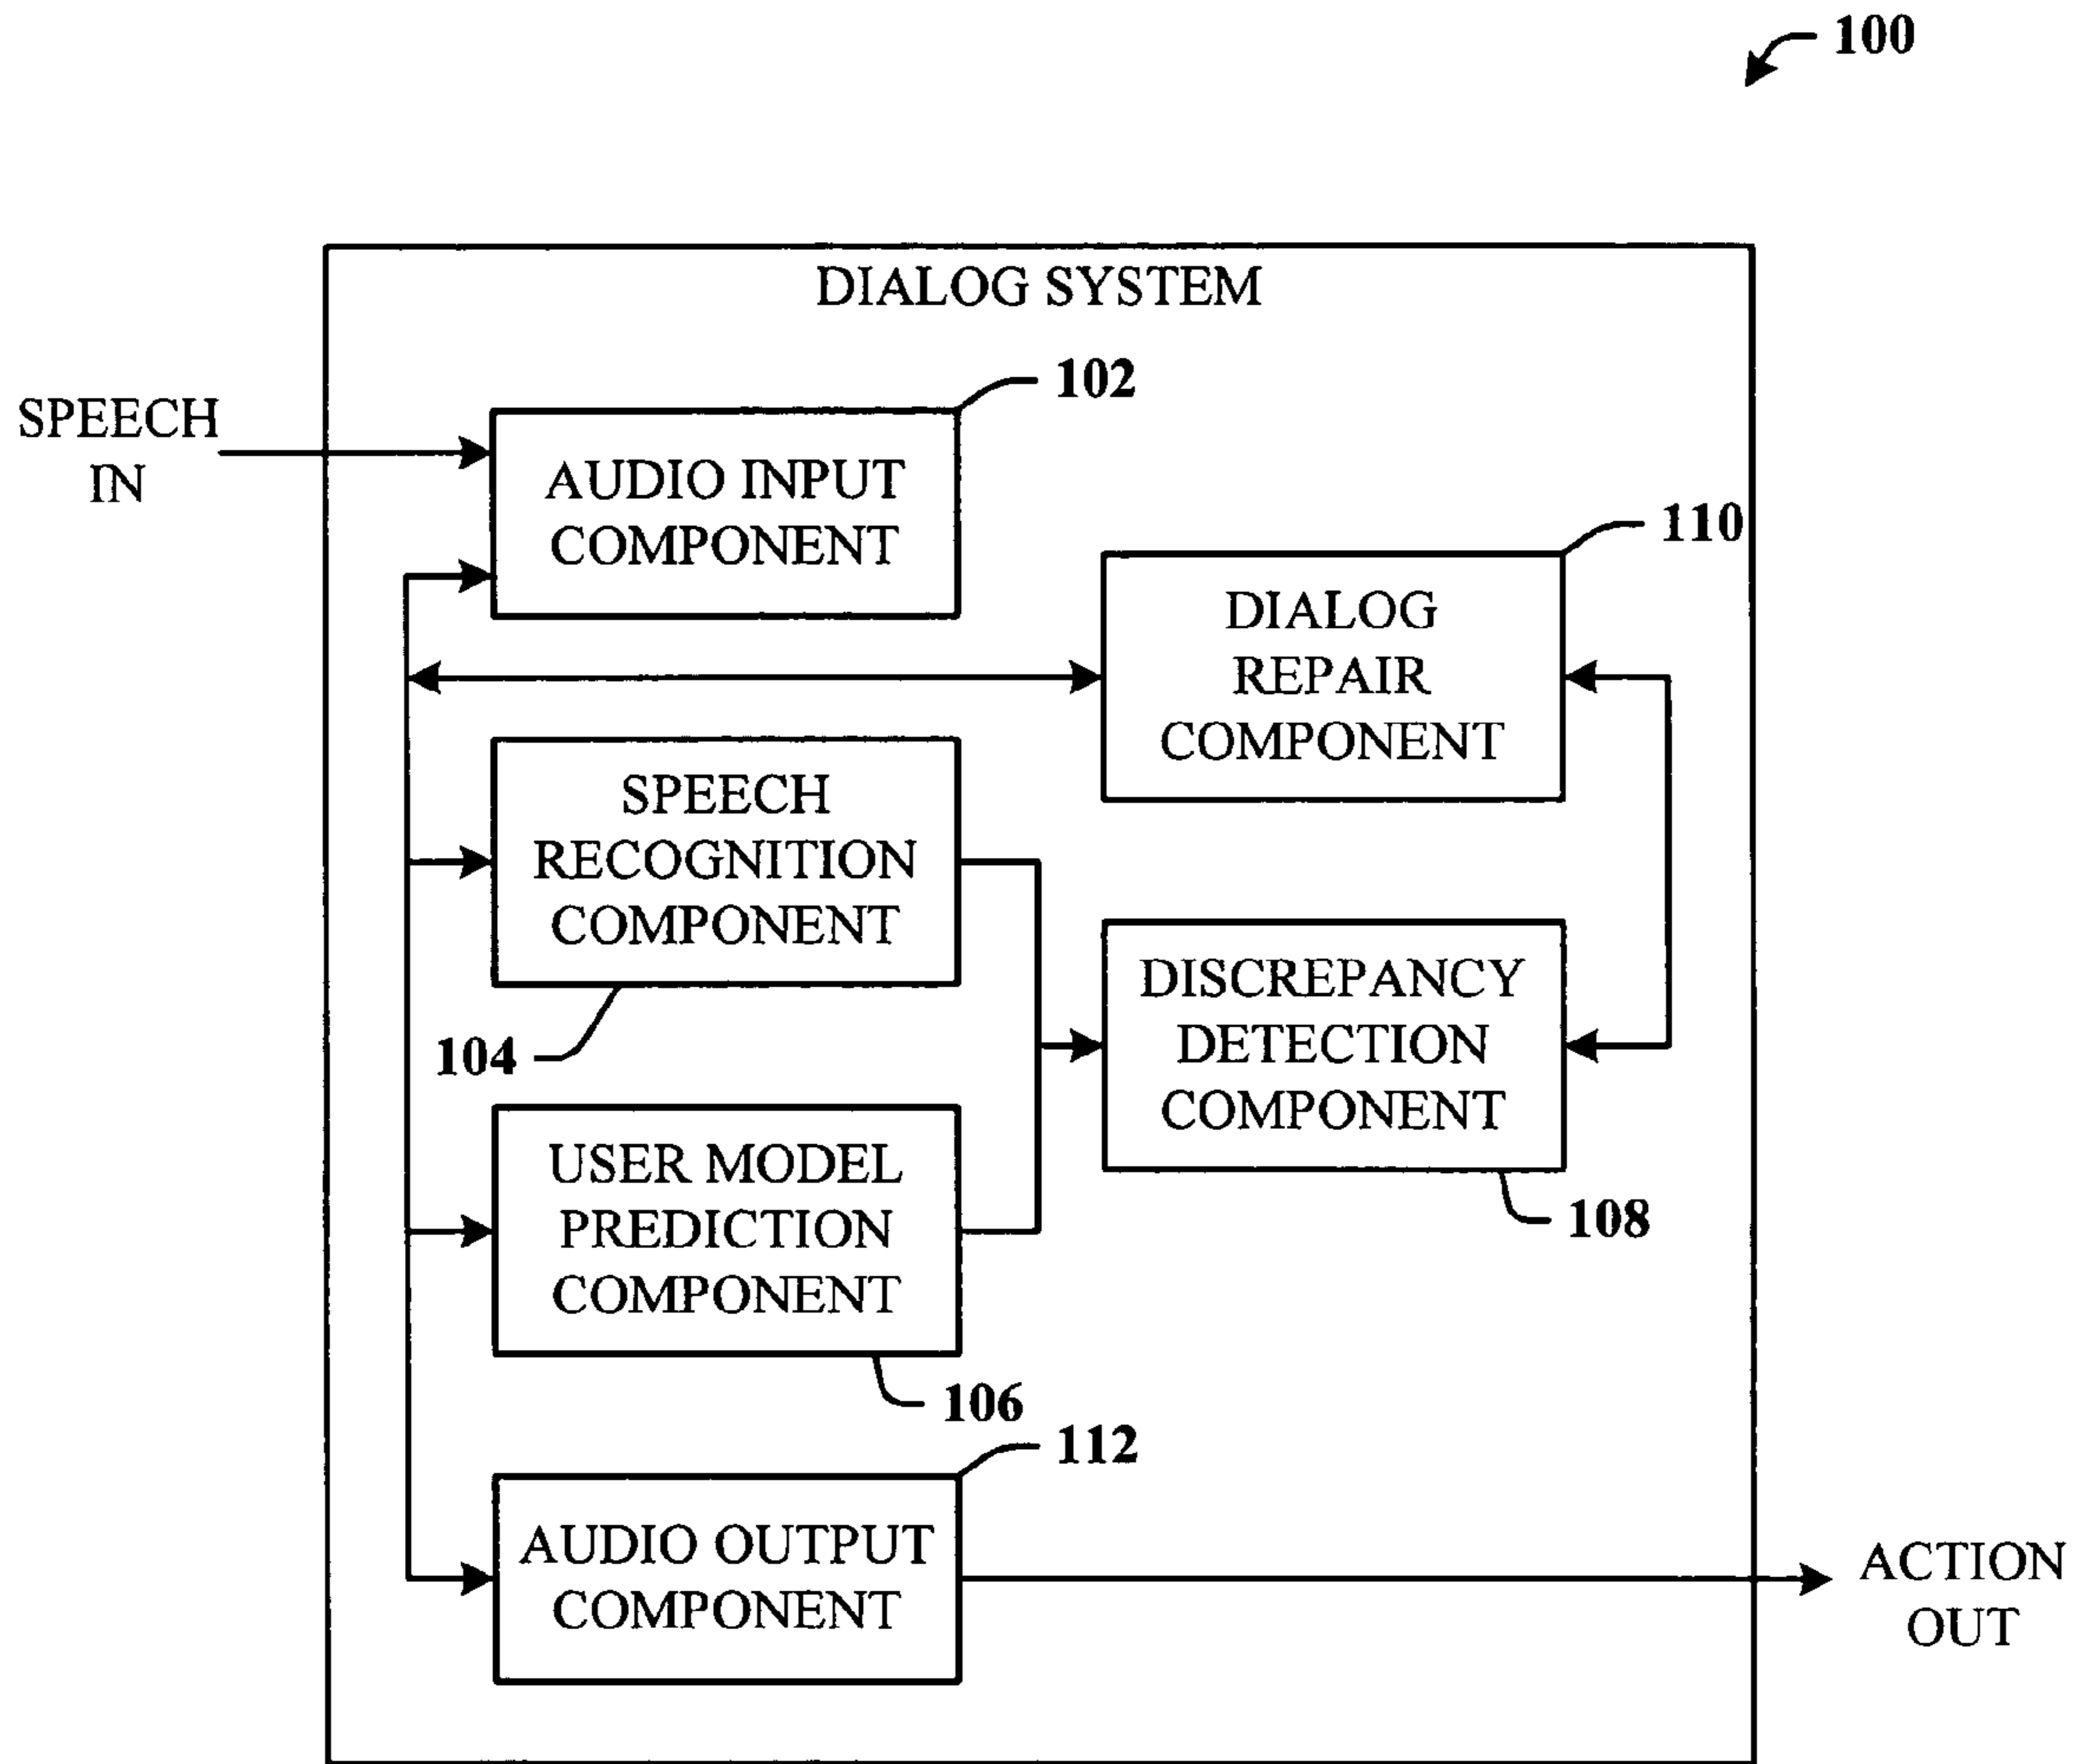 100
DIALOG SYSTEM
102
SPEECH
IN
AUDIO INPUT
COMPONENT
110
DIALOG
REPAIR
COMPONENT
SPEECH
RECOGNITION
COMPONENT
104
DISCREPANCY
DETECTION
COMPONENT
108
USER MODEL
PREDICTION
COMPONENT
106
112
AUDIO OUTPUT
COMPONENT
ACTION
OUT